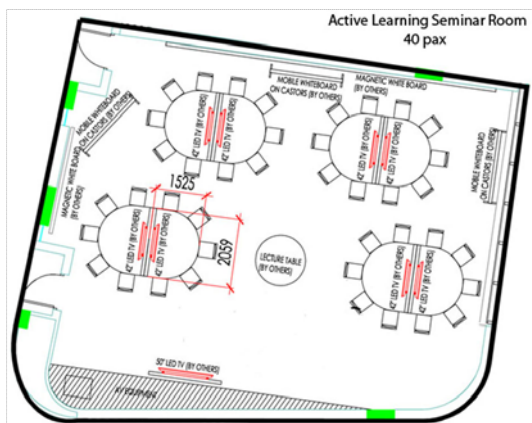 Active Learning Seminar Room
40 pax
MOBILE WHITEBOARD
ON CASTORS (BY OTHERS)
MAGNETIC WHITE BOARD
(BY OTHERS)
MOBILE WHITEBOARD
ON CASTORS (BY OTHERS)
MOBILE WHITEBOARD
ON CASTORS (BY OTHERS)
MAGNETIC WHITE BOARD
(BY OTHERS)
42" LED TV (BY OTHERS)
42" LED TV (BY OTHERS)
42" LED TV (BY OTHERS)
42" LED TV (BY OTHERS)
1525
2059
42" LED TV (BY OTHERS)
42" LED TV (BY OTHERS)
LECTURE TABLE
(BY OTHERS)
42" LED TV (BY OTHERS)
42" LED TV (BY OTHERS)
50" LED TV (BY OTHERS)
AV EQUIPMENT